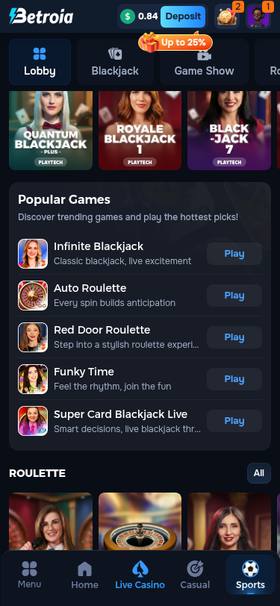 Betroia
$ 0.84 Deposit
2
1
Up to 25%
Lobby
Blackjack
Game Show
Ro
QUANTUM
BLACKJACK
- PLUS -
PLAYTECH
ROYALE
BLACKJACK
1
PLAYTECH
BLACK
-JACK
7
PLAYTECH
Popular Games
Discover trending games and play the hottest picks!
Infinite Blackjack
Classic blackjack, live excitement
Play
Auto Roulette
Every spin builds anticipation
Play
Red Door Roulette
Step into a stylish roulette experi...
Play
Funky Time
Feel the rhythm, join the fun
Play
Super Card Blackjack Live
Smart decisions, live blackjack thr...
Play
ROULETTE
All
Menu
Home
Live Casino
Casual
Sports